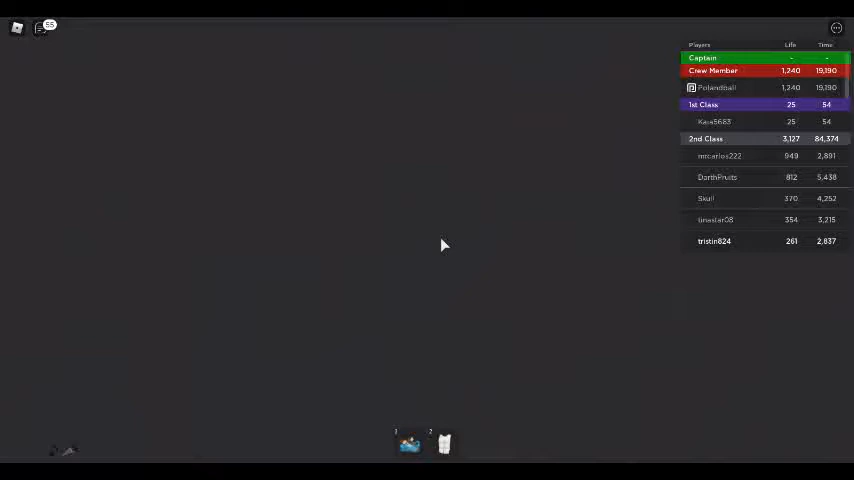 55
Players Life Time
Captain - -
Crew Member 1,240 19,190
Polandball 1,240 19,190
1st Class 25 54
Kaia5683 25 54
2nd Class 3,127 84,374
mrcarlos222 949 2,891
DorthFruits 812 5,438
Skull 370 4,252
tinastar08 354 3,215
tristin824 261 2,837
1 2